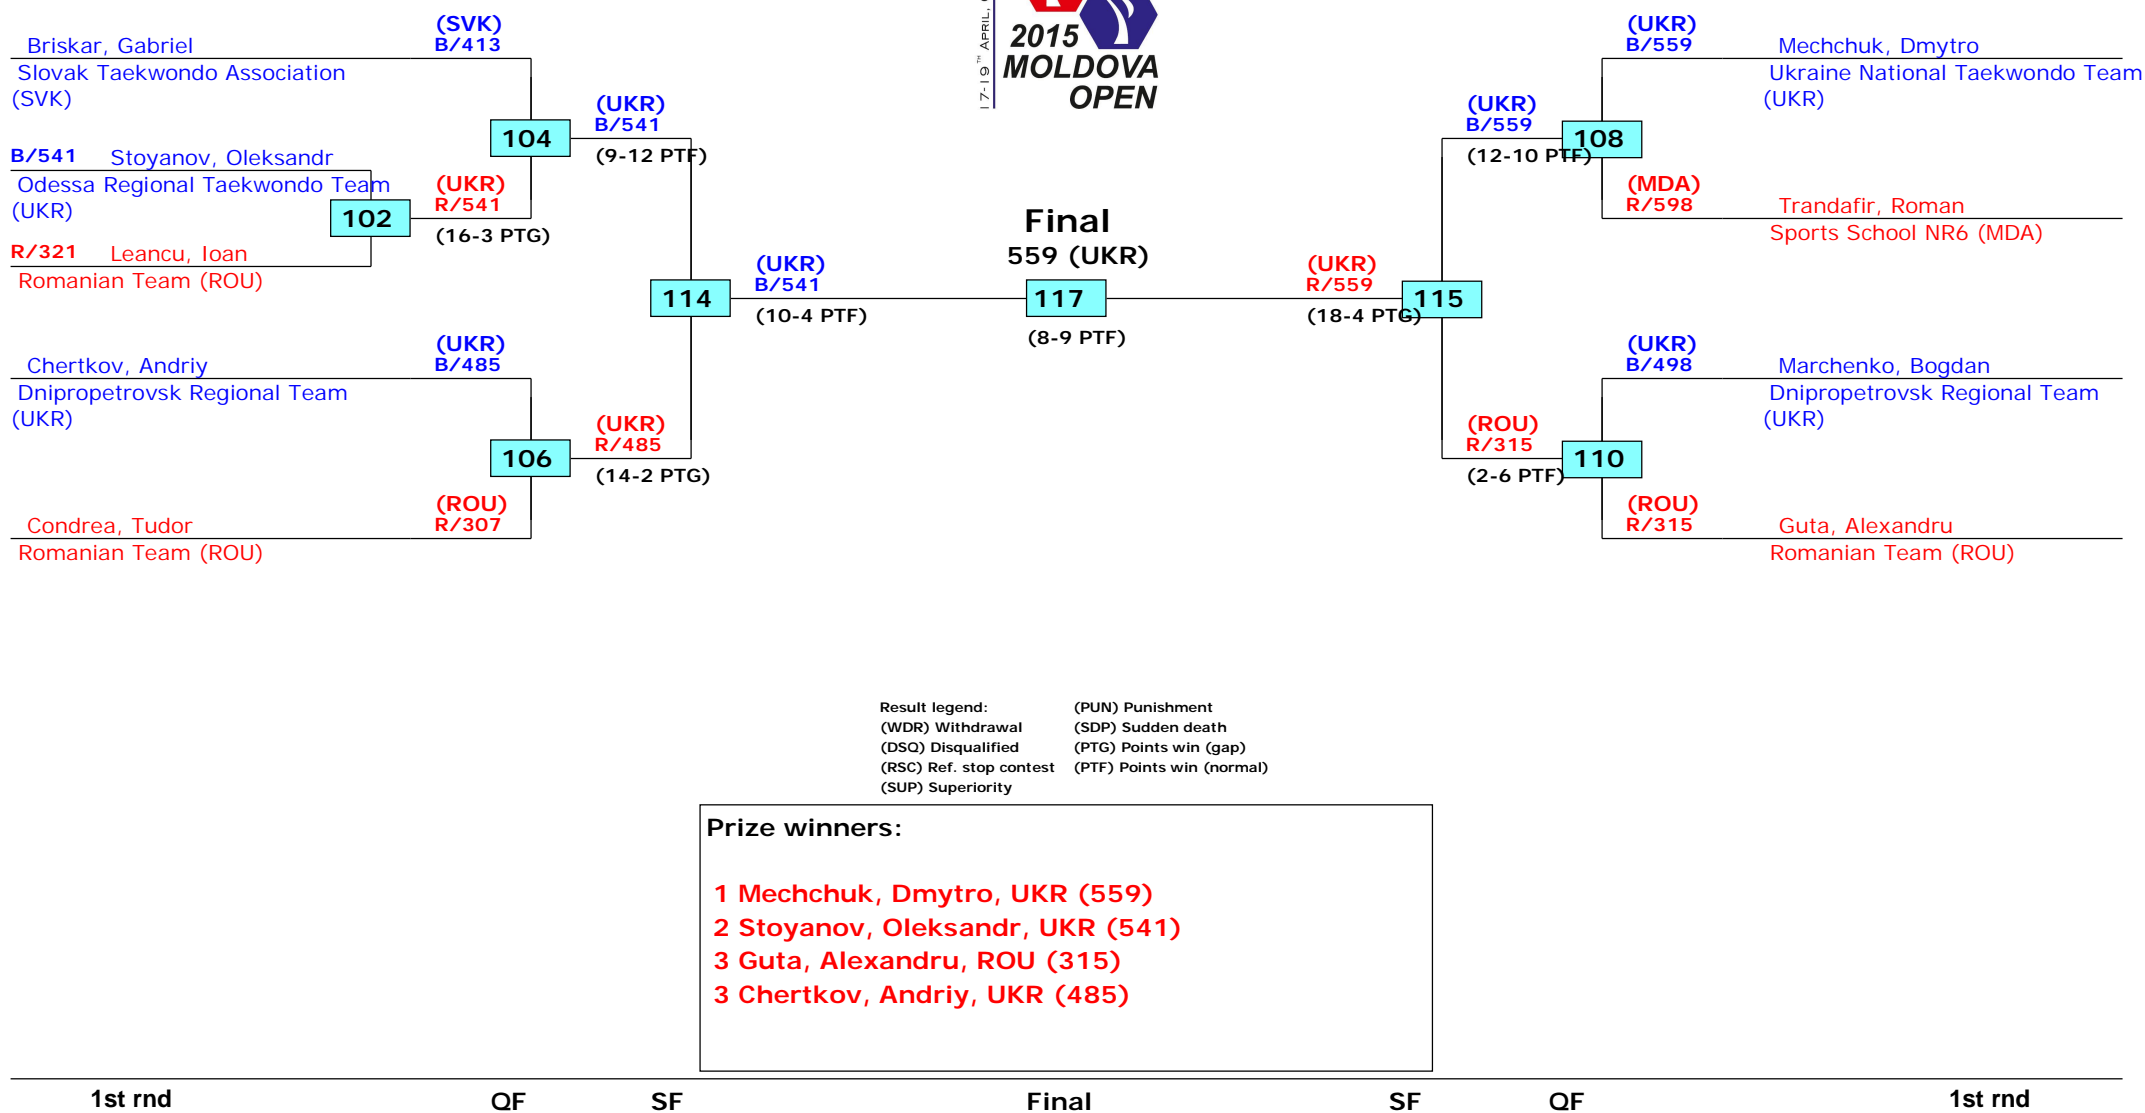 17-19TH APRIL,
2015
MOLDOVA
OPEN
(SVK)
B/413
Briskar, Gabriel
Slovak Taekwondo Association
(SVK)
(UKR)
B/541
104
(9-12 PTF)
B/541 Stoyanov, Oleksandr
Odessa Regional Taekwondo Team
(UKR)
(UKR)
R/541
102
(16-3 PTG)
R/321 Leancu, Ioan
Romanian Team (ROU)
114
(UKR)
B/541
(10-4 PTF)
(UKR)
B/485
Chertkov, Andriy
Dnipropetrovsk Regional Team
(UKR)
(UKR)
R/485
106
(14-2 PTG)
(ROU)
R/307
Condrea, Tudor
Romanian Team (ROU)
Final
559 (UKR)
117
(8-9 PTF)
(UKR)
B/559
Mechchuk, Dmytro
Ukraine National Taekwondo Team
(UKR)
(UKR)
B/559
108
(12-10 PTF)
(MDA)
R/598
Trandafir, Roman
Sports School NR6 (MDA)
(UKR)
R/559
115
(18-4 PTG)
(UKR)
B/498
Marchenko, Bogdan
Dnipropetrovsk Regional Team
(UKR)
(ROU)
R/315
110
(2-6 PTF)
(ROU)
R/315
Guta, Alexandru
Romanian Team (ROU)
Result legend: (PUN) Punishment
(WDR) Withdrawal (SDP) Sudden death
(DSQ) Disqualified (PTG) Points win (gap)
(RSC) Ref. stop contest (PTF) Points win (normal)
(SUP) Superiority
Prize winners:
1 Mechchuk, Dmytro, UKR (559)
2 Stoyanov, Oleksandr, UKR (541)
3 Guta, Alexandru, ROU (315)
3 Chertkov, Andriy, UKR (485)
1st rnd QF SF Final SF QF 1st rnd